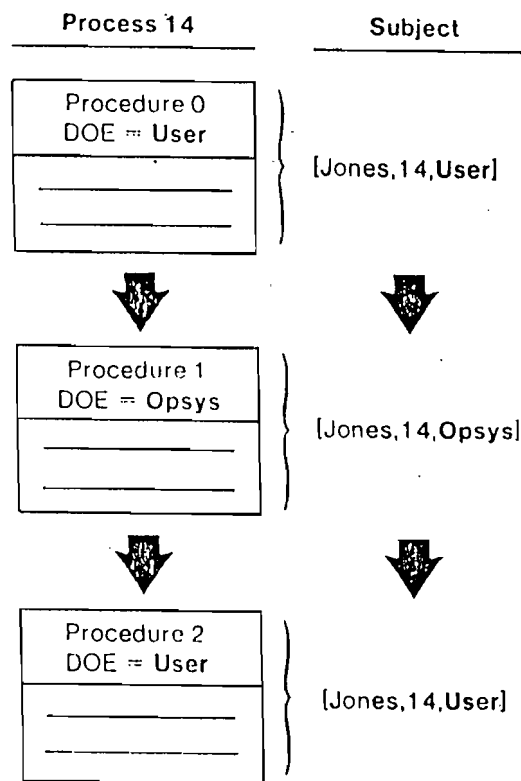 Process 14 Subject
Procedure 0
DOE = User
[Jones,14,User]
Procedure 1
DOE = Opsys
[Jones,14,Opsys]
Procedure 2
DOE = User
[Jones,14,User]